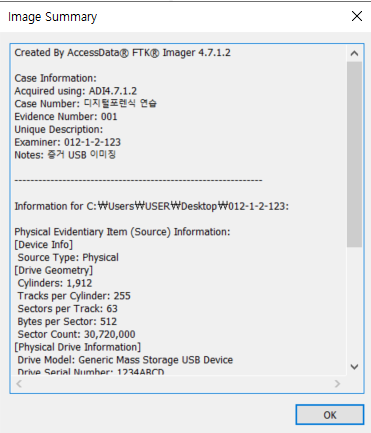 Image Summary
Created By AccessData® FTK® Imager 4.7.1.2
Case Information:
Acquired using: ADI4.7.1.2
Case Number: 디지털포렌식 연습
Evidence Number: 001
Unique Description:
Examiner: 012-1-2-123
Notes: 증거 USB 이미징
--------------------------------------------------------------
Information for C:₩Users₩USER₩Desktop₩012-1-2-123:
Physical Evidentiary Item (Source) Information:
[Device Info]
Source Type: Physical
[Drive Geometry]
Cylinders: 1,912
Tracks per Cylinder: 255
Sectors per Track: 63
Bytes per Sector: 512
Sector Count: 30,720,000
[Physical Drive Information]
Drive Model: Generic Mass Storage USB Device
Drive Serial Number: 1234ABCD
OK